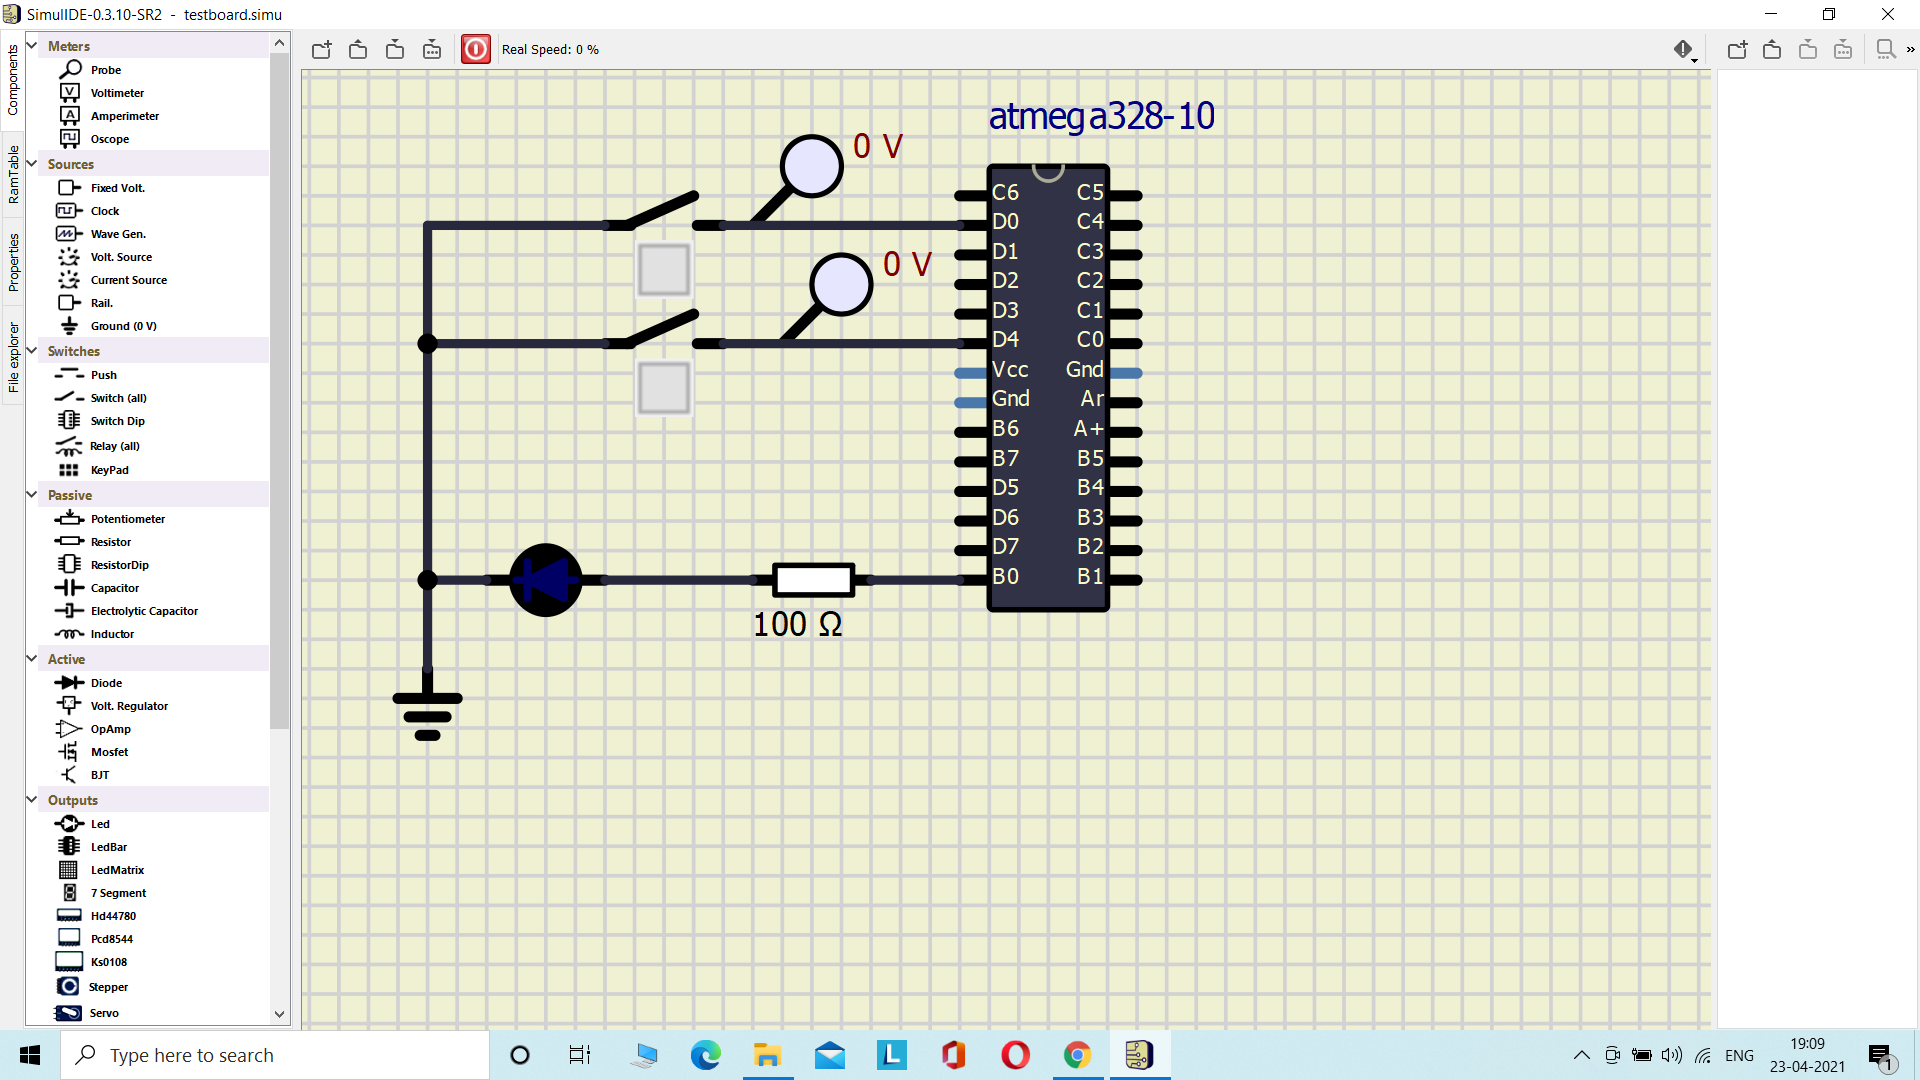 SimulIDE-0.3.10-SR2 - testboard.simu
Components
RamTable
Properties
File explorer
Meters
Probe
Voltimeter
Amperimeter
Oscope
Sources
Fixed Volt.
Clock
Wave Gen.
Volt. Source
Current Source
Rail.
Ground (0 V)
Switches
Push
Switch (all)
Switch Dip
Relay (all)
KeyPad
Passive
Potentiometer
Resistor
ResistorDip
Capacitor
Electrolytic Capacitor
Inductor
Active
Diode
Volt. Regulator
OpAmp
Mosfet
BJT
Outputs
Led
LedBar
LedMatrix
7 Segment
Hd44780
Pcd8544
Ks0108
Stepper
Servo
Real Speed: 0 %
»
atmega328-10
0 V
0 V
C6 C5
D0 C4
D1 C3
D2 C2
D3 C1
D4 C0
Vcc Gnd
Gnd Ar
B6 A+
B7 B5
D5 B4
D6 B3
D7 B2
B0 B1
100 Ω
Type here to search
L
ENG
19:09
23-04-2021
1